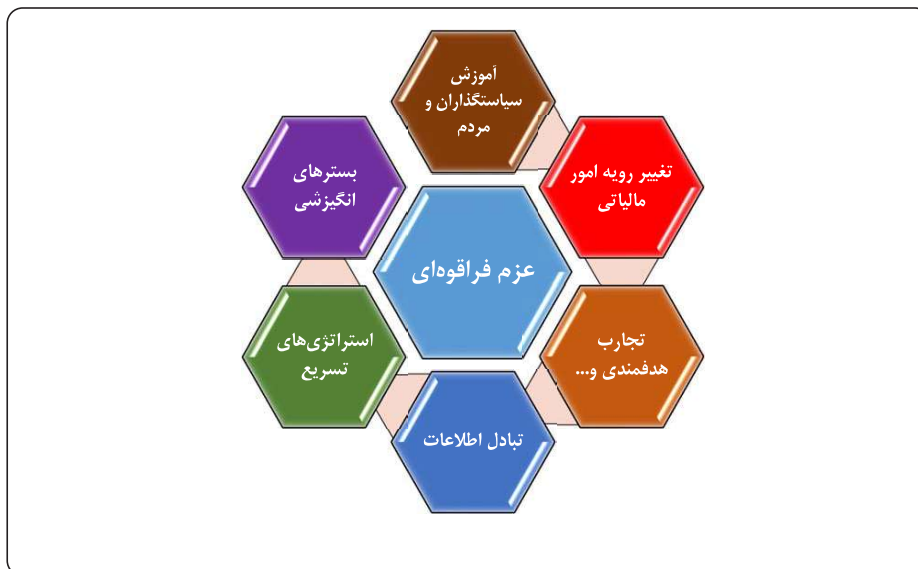 آموزش
سیاستگذاران و
مردم
تغییر رویه امور
مالیاتی
تجارب
هدفمندی و...
تبادل اطلاعات
استراتژی‌های
تسریع
بسترهای
انگیزشی
عزم فراقوه‌ای